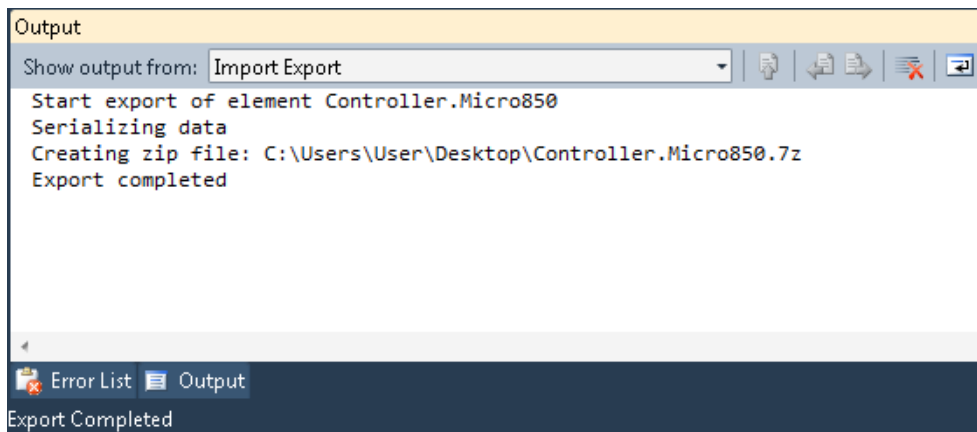 Output
Show output from: Import Export
Start export of element Controller.Micro850
Serializing data
Creating zip file: C:\Users\User\Desktop\Controller.Micro850.7z
Export completed
Error List Output
Export Completed